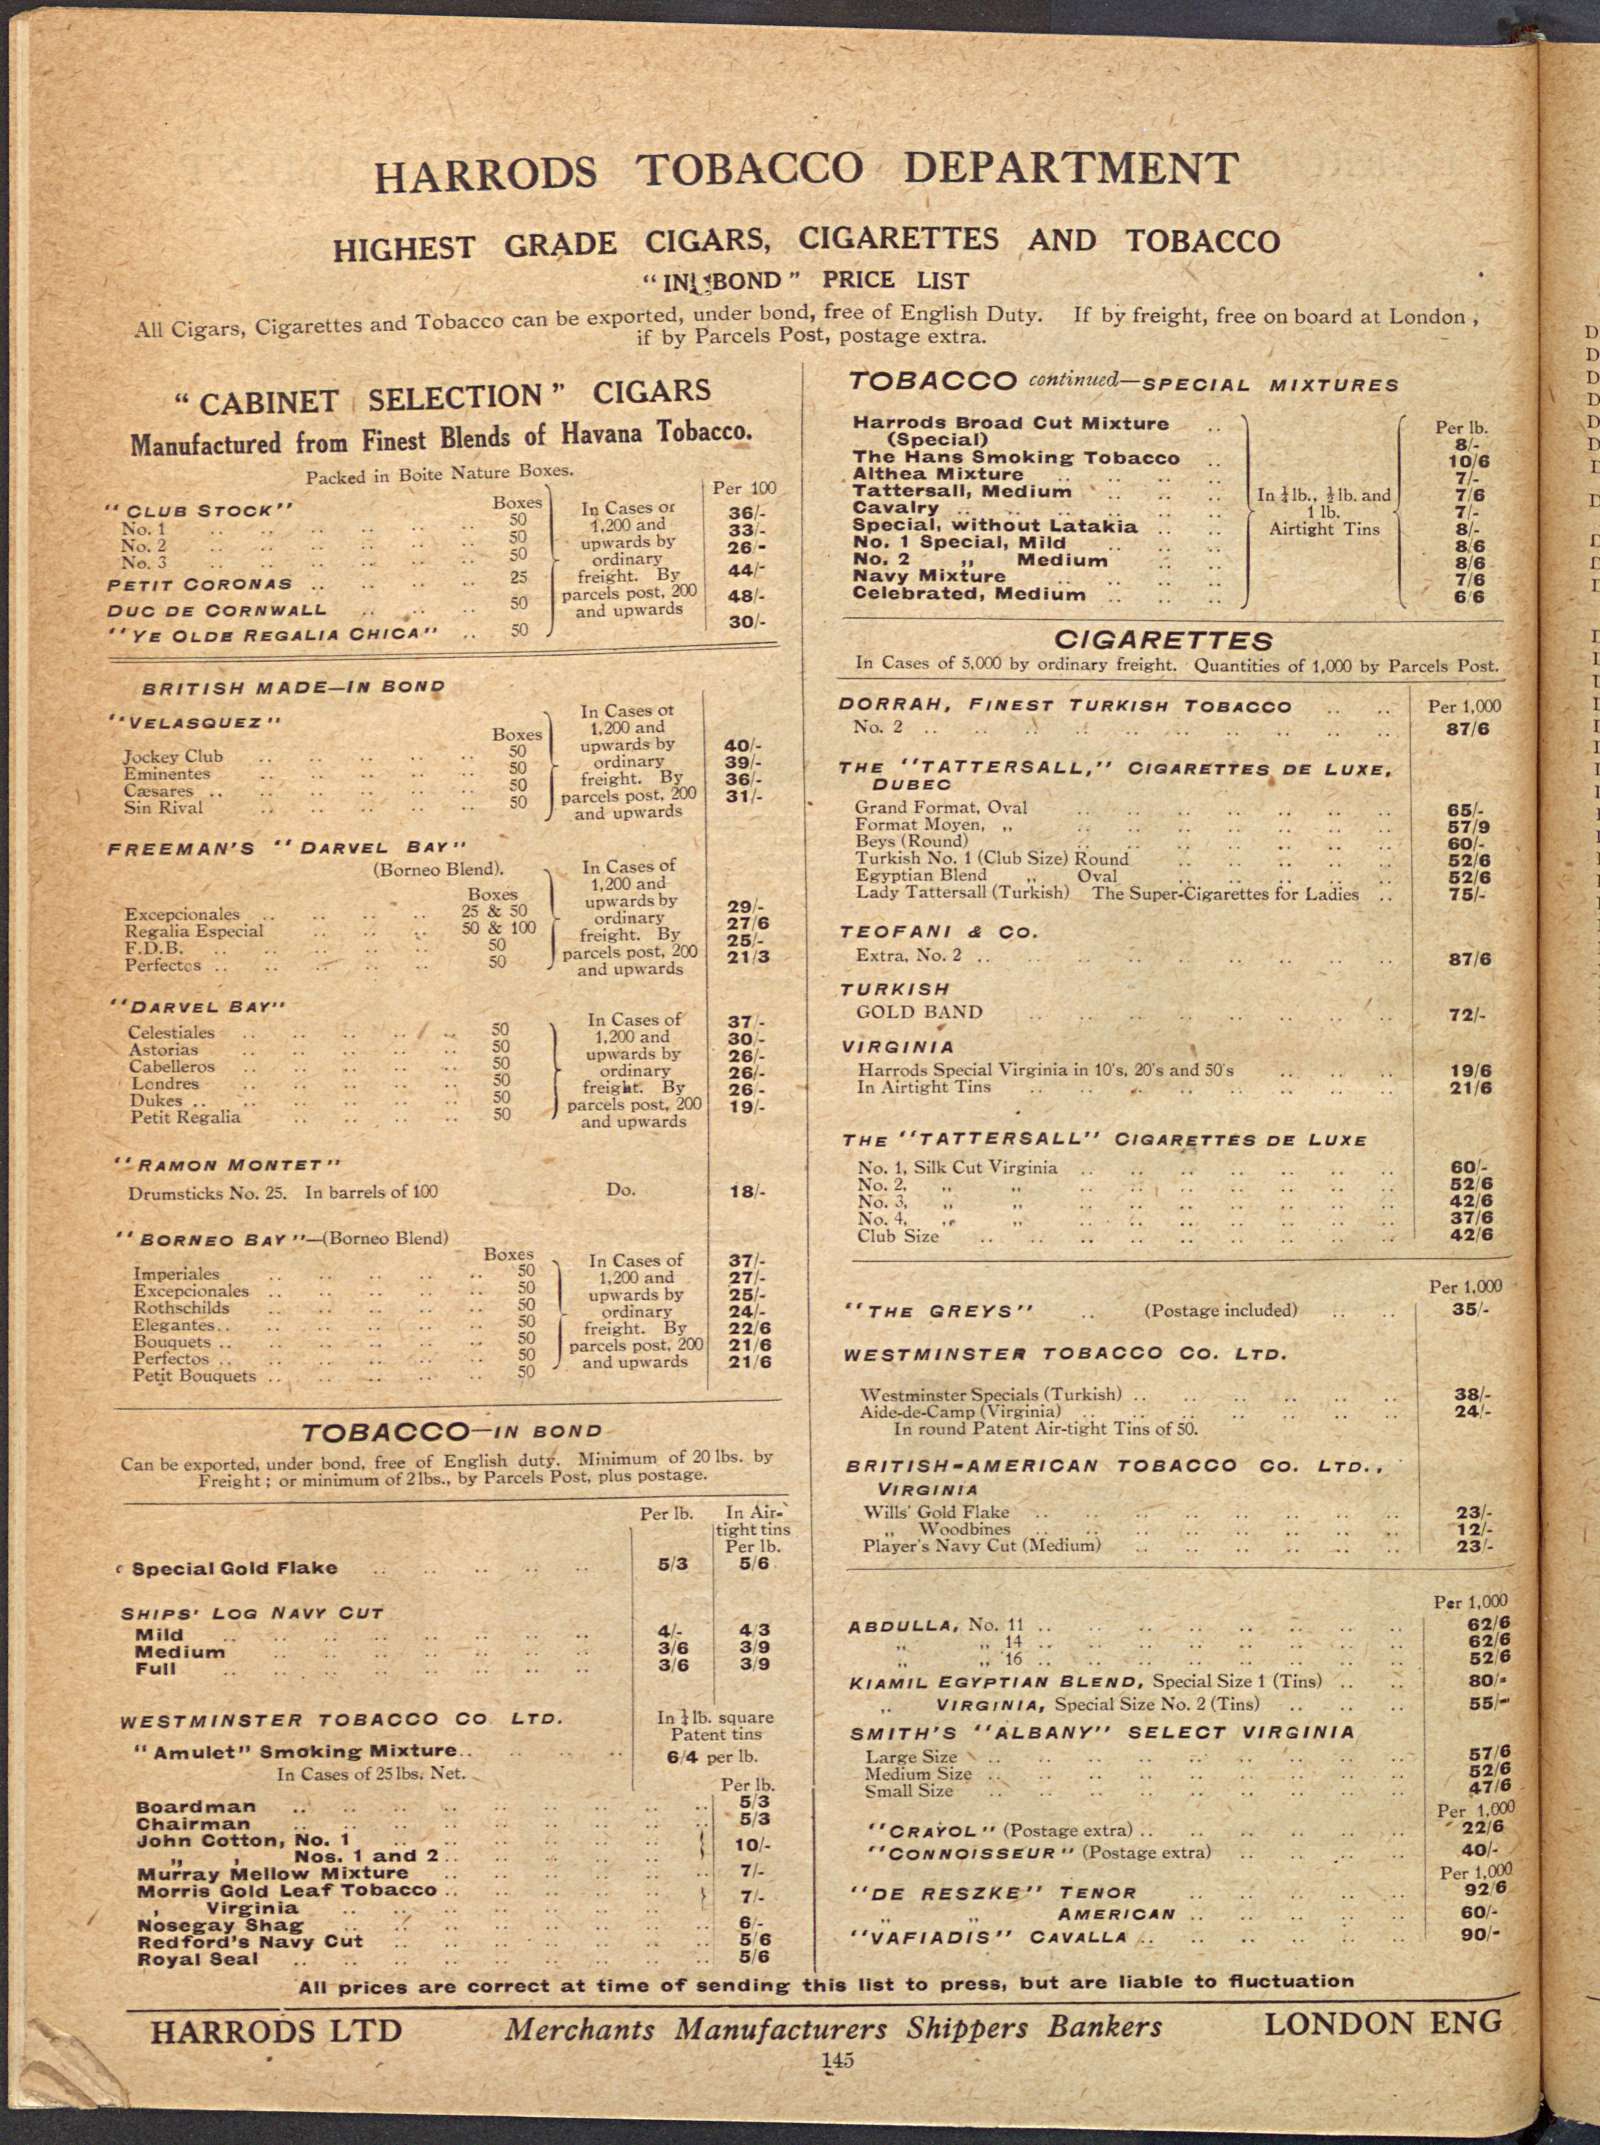 HARRODS TOBACCO DEPARTMENT
HIGHEST GRADE CIGARS, CIGARETTES AND TOBACCO
"IN BOND" PRICE LIST
All Cigars, Cigarettes and Tobacco can be exported, under bond, free of English Duty. If by freight, free on board at London,
if by Parcels Post, postage extra.
"CABINET SELECTION" CIGARS
Manufactured from Finest Blends of Havana Tobacco.
Packed in Boite Nature Boxes.
Per 100
"CLUB STOCK" Boxes
No. 1 .. .. .. .. .. .. 50 36/-
No. 2 .. .. .. .. .. .. 50 33/-
No. 3 .. .. .. .. .. .. 50 26/-
PETIT CORONAS .. .. .. .. 25 44/-
DUC DE CORNWALL .. .. .. 50 48/-
"YE OLDE REGALIA CHICA" .. 50 30/-
In Cases of
1,200 and
upwards by
ordinary
freight. By
parcels post, 200
and upwards
BRITISH MADE—IN BOND
"VELASQUEZ" Boxes
Jockey Club .. .. .. .. .. 50 40/-
Eminentes .. .. .. .. .. 50 39/-
Cæsares .. .. .. .. .. .. 50 36/-
Sin Rival .. .. .. .. .. 50 31/-
In Cases of
1,200 and
upwards by
ordinary
freight. By
parcels post, 200
and upwards
FREEMAN'S "DARVEL BAY"
(Borneo Blend).
Boxes
Excepcionales .. .. .. .. 25 & 50 29/-
Regalia Especial .. .. .. 50 & 100 27/6
F.D.B. .. .. .. .. .. 50 25/-
Perfectos .. .. .. .. .. 50 21/3
In Cases of
1,200 and
upwards by
ordinary
freight. By
parcels post, 200
and upwards
"DARVEL BAY"
Celestiales .. .. .. .. .. 50 37/-
Astorias .. .. .. .. .. 50 30/-
Cabelleros .. .. .. .. .. 50 26/-
Londres .. .. .. .. .. 50 26/-
Dukes .. .. .. .. .. .. 50 26/-
Petit Regalia .. .. .. .. 50 19/-
In Cases of
1,200 and
upwards by
ordinary
freight. By
parcels post, 200
and upwards
"RAMON MONTET"
Drumsticks No. 25. In barrels of 100 Do. 18/-
"BORNEO BAY"—(Borneo Blend)
Boxes
Imperiales .. .. .. .. .. 50 37/-
Excepcionales .. .. .. .. .. 50 27/-
Rothschilds .. .. .. .. .. 50 25/-
Elegantes .. .. .. .. .. .. 50 24/-
Bouquets .. .. .. .. .. .. 50 22/6
Perfectos .. .. .. .. .. .. 50 21/6
Petit Bouquets .. .. .. .. .. 50 21/6
In Cases of
1,200 and
upwards by
ordinary
freight. By
parcels post, 200
and upwards
TOBACCO—IN BOND
Can be exported, under bond, free of English duty. Minimum of 20 lbs. by
Freight; or minimum of 2 lbs., by Parcels Post, plus postage.
Per lb. In Air-
tight tins
Per lb.
Special Gold Flake .. .. .. .. .. 5/3 5/6
SHIPS' LOG NAVY CUT
Mild .. .. .. .. .. .. .. .. 4/- 4/3
Medium .. .. .. .. .. .. .. 3/6 3/9
Full .. .. .. .. .. .. .. .. 3/6 3/9
WESTMINSTER TOBACCO CO. LTD.
In ¼ lb. square
Patent tins
"Amulet" Smoking Mixture .. .. .. .. 6/4 per lb.
In Cases of 25 lbs. Net.
Per lb.
Boardman .. .. .. .. .. .. .. .. .. 5/3
Chairman .. .. .. .. .. .. .. .. .. 5/3
John Cotton, No. 1 .. .. .. .. .. ..
„ , Nos. 1 and 2 .. .. .. .. .. 10/-
Murray Mellow Mixture .. .. .. .. .. .. 7/-
Morris Gold Leaf Tobacco .. .. .. .. ..
, Virginia .. .. .. .. .. .. .. 7/-
Nosegay Shag .. .. .. .. .. .. .. .. 6/-
Redford's Navy Cut .. .. .. .. .. .. .. 5/6
Royal Seal .. .. .. .. .. .. .. .. .. 5/6
TOBACCO continued—SPECIAL MIXTURES
Per lb.
Harrods Broad Cut Mixture ..
(Special) 8/-
The Hans Smoking Tobacco .. 10/6
Althea Mixture .. .. .. .. 7/-
Tattersall, Medium .. .. .. 7/6
Cavalry .. .. .. .. .. .. 7/-
Special, without Latakia .. .. 8/-
No. 1 Special, Mild .. .. .. 8/6
No. 2 „ Medium .. .. 8/6
Navy Mixture .. .. .. .. 7/6
Celebrated, Medium .. .. .. 6/6
In ¼ lb., ½ lb. and
1 lb.
Airtight Tins
CIGARETTES
In Cases of 5,000 by ordinary freight. Quantities of 1,000 by Parcels Post.
DORRAH, FINEST TURKISH TOBACCO .. .. Per 1,000
No. 2 .. .. .. .. .. .. .. .. .. .. 87/6
THE "TATTERSALL," CIGARETTES DE LUXE,
DUBEC
Grand Format, Oval .. .. .. .. .. .. .. 65/-
Format Moyen, „ .. .. .. .. .. .. .. 57/9
Beys (Round) .. .. .. .. .. .. .. 60/-
Turkish No. 1 (Club Size) Round .. .. .. .. .. 52/6
Egyptian Blend „ Oval .. .. .. .. .. 52/6
Lady Tattersall (Turkish) The Super-Cigarettes for Ladies .. 75/-
TEOFANI & CO.
Extra, No. 2 .. .. .. .. .. .. .. .. .. 87/6
TURKISH
GOLD BAND .. .. .. .. .. .. .. .. 72/-
VIRGINIA
Harrods Special Virginia in 10's, 20's and 50's .. .. .. 19/6
In Airtight Tins .. .. .. .. .. .. .. .. 21/6
THE "TATTERSALL" CIGARETTES DE LUXE
No. 1, Silk Cut Virginia .. .. .. .. .. .. .. 60/-
No. 2, „ „ .. .. .. .. .. .. .. 52/6
No. 3, „ „ .. .. .. .. .. .. .. 42/6
No. 4, „ „ .. .. .. .. .. .. .. 37/6
Club Size .. .. .. .. .. .. .. .. .. 42/6
Per 1,000
"THE GREYS" .. (Postage included) .. .. 35/-
WESTMINSTER TOBACCO CO. LTD.
Westminster Specials (Turkish) .. .. .. .. .. .. 38/-
Aide-de-Camp (Virginia) .. .. .. .. .. .. .. 24/-
In round Patent Air-tight Tins of 50.
BRITISH-AMERICAN TOBACCO CO. LTD.,
VIRGINIA
Wills' Gold Flake .. .. .. .. .. .. .. .. 23/-
„ Woodbines .. .. .. .. .. .. .. .. 12/-
Player's Navy Cut (Medium) .. .. .. .. .. .. 23/-
Per 1,000
ABDULLA, No. 11 .. .. .. .. .. .. .. .. 62/6
„ „ 14 .. .. .. .. .. .. .. .. 62/6
„ „ 16 .. .. .. .. .. .. .. .. 52/6
KIAMIL EGYPTIAN BLEND, Special Size 1 (Tins) .. .. 80/-
„ VIRGINIA, Special Size No. 2 (Tins) .. .. .. 55/-
SMITH'S "ALBANY" SELECT VIRGINIA
Large Size .. .. .. .. .. .. .. .. .. 57/6
Medium Size .. .. .. .. .. .. .. .. .. 52/6
Small Size .. .. .. .. .. .. .. .. .. 47/6
Per 1,000
"CRAYOL" (Postage extra) .. .. .. .. .. .. 22/6
"CONNOISSEUR" (Postage extra) .. .. .. .. 40/-
Per 1,000
"DE RESZKE" TENOR .. .. .. .. .. 92/6
„ „ AMERICAN .. .. .. .. .. 60/-
"VAFIADIS" CAVALLA .. .. .. .. .. .. 90/-
All prices are correct at time of sending this list to press, but are liable to fluctuation
HARRODS LTD Merchants Manufacturers Shippers Bankers LONDON ENG
145